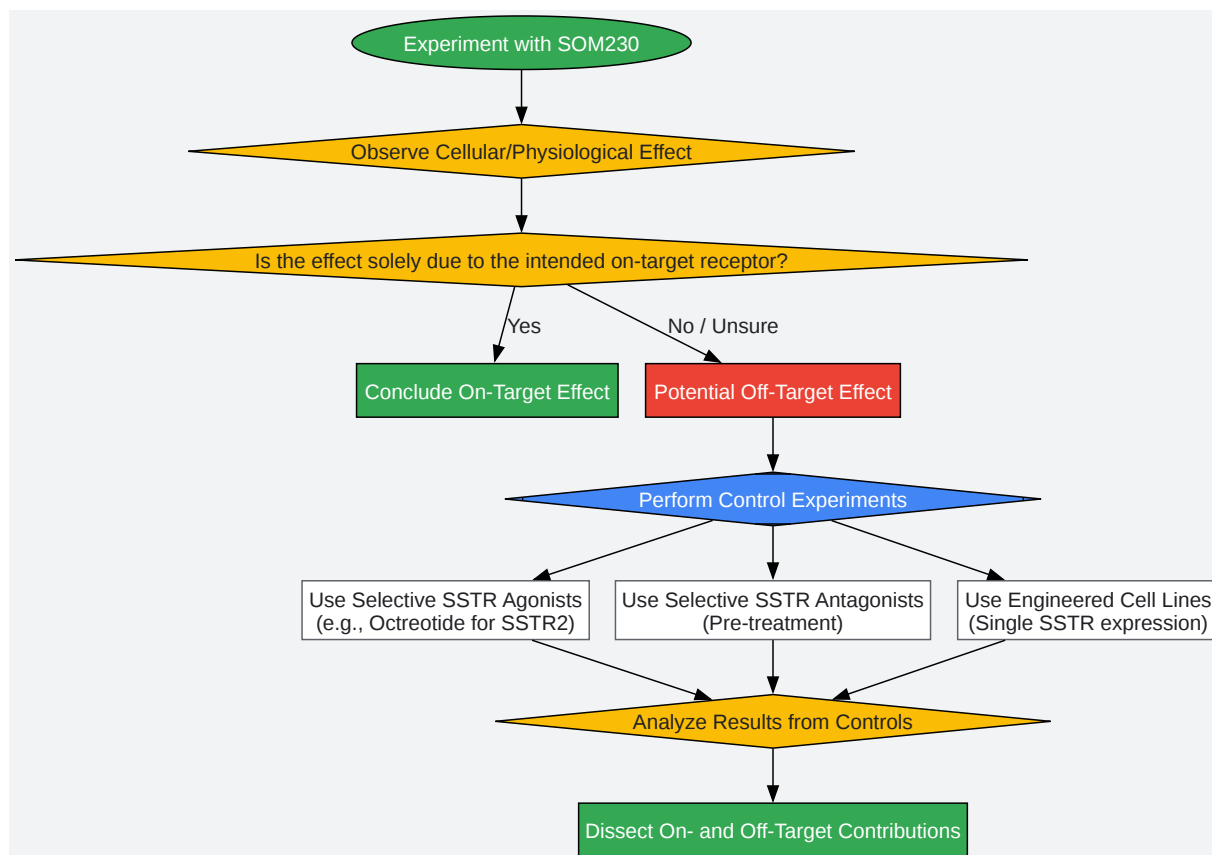 Experiment with SOM230
Observe Cellular/Physiological Effect
Is the effect solely due to the intended on-target receptor?
Yes
No / Unsure
Conclude On-Target Effect
Potential Off-Target Effect
Perform Control Experiments
Use Selective SSTR Agonists
(e.g., Octreotide for SSTR2)
Use Selective SSTR Antagonists
(Pre-treatment)
Use Engineered Cell Lines
(Single SSTR expression)
Analyze Results from Controls
Dissect On- and Off-Target Contributions